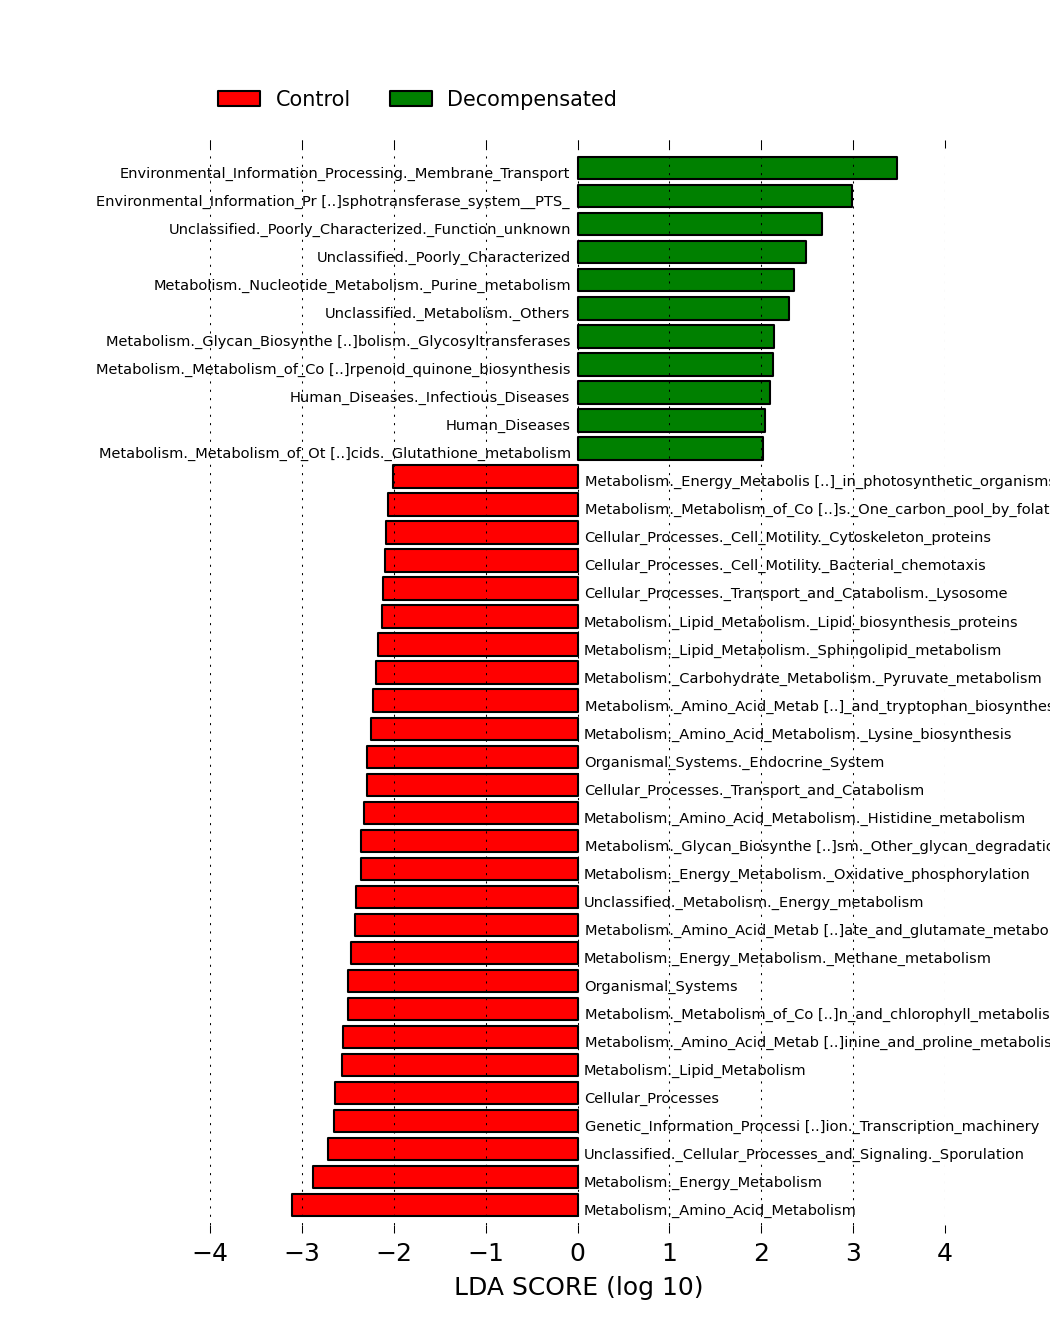 Control Decompensated
Environmental_Information_Processing._Membrane_Transport
Environmental_Information_Pr [..]sphotransferase_system__PTS_
Unclassified._Poorly_Characterized._Function_unknown
Unclassified._Poorly_Characterized
Metabolism._Nucleotide_Metabolism._Purine_metabolism
Unclassified._Metabolism._Others
Metabolism._Glycan_Biosynthe [..]bolism._Glycosyltransferases
Metabolism._Metabolism_of_Co [..]rpenoid_quinone_biosynthesis
Human_Diseases._Infectious_Diseases
Human_Diseases
Metabolism._Metabolism_of_Ot [..]cids._Glutathione_metabolism
Metabolism._Energy_Metabolis [..]_in_photosynthetic_organisms
Metabolism._Metabolism_of_Co [..]s._One_carbon_pool_by_folat
Cellular_Processes._Cell_Motility._Cytoskeleton_proteins
Cellular_Processes._Cell_Motility._Bacterial_chemotaxis
Cellular_Processes._Transport_and_Catabolism._Lysosome
Metabolism._Lipid_Metabolism._Lipid_biosynthesis_proteins
Metabolism._Lipid_Metabolism._Sphingolipid_metabolism
Metabolism._Carbohydrate_Metabolism._Pyruvate_metabolism
Metabolism._Amino_Acid_Metab [..]_and_tryptophan_biosynthes
Metabolism._Amino_Acid_Metabolism._Lysine_biosynthesis
Organismal_Systems._Endocrine_System
Cellular_Processes._Transport_and_Catabolism
Metabolism._Amino_Acid_Metabolism._Histidine_metabolism
Metabolism._Glycan_Biosynthe [..]sm._Other_glycan_degradatio
Metabolism._Energy_Metabolism._Oxidative_phosphorylation
Unclassified._Metabolism._Energy_metabolism
Metabolism._Amino_Acid_Metab [..]ate_and_glutamate_metabo
Metabolism._Energy_Metabolism._Methane_metabolism
Organismal_Systems
Metabolism._Metabolism_of_Co [..]n_and_chlorophyll_metabolis
Metabolism._Amino_Acid_Metab [..]inine_and_proline_metabolis
Metabolism._Lipid_Metabolism
Cellular_Processes
Genetic_Information_Processi [..]ion._Transcription_machinery
Unclassified._Cellular_Processes_and_Signaling._Sporulation
Metabolism._Energy_Metabolism
Metabolism._Amino_Acid_Metabolism
−4 −3 −2 −1 0 1 2 3 4
LDA SCORE (log 10)